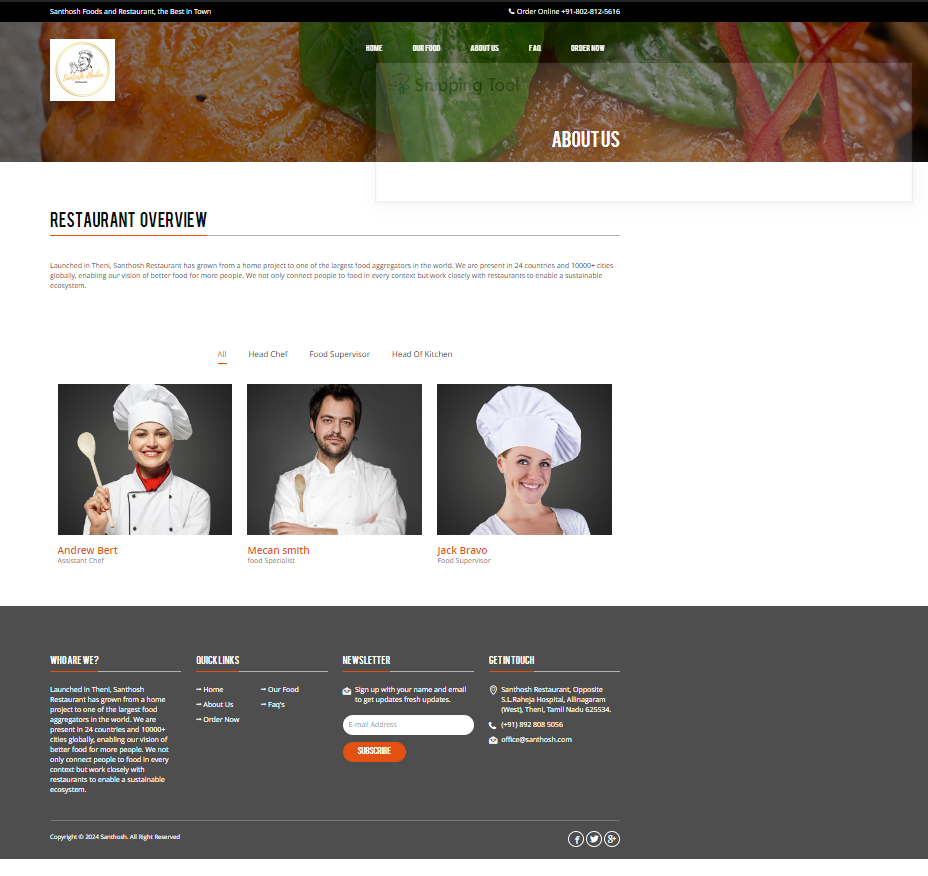 Santhosh Foods and Restaurant, the Best in Town
Order Online +91-802-812-5616
HOME OUR FOOD ABOUT US FAQ ORDER NOW
Snipping Tool
ABOUT US
RESTAURANT OVERVIEW
Launched in Theni, Santhosh Restaurant has grown from a home project to one of the largest food aggregators in the world. We are present in 24 countries and 10000+ cities
globally, enabling our vision of better food for more people. We not only connect people to food in every context but work closely with restaurants to enable a sustainable
ecosystem.
All Head Chef Food Supervisor Head Of Kitchen
Andrew Bert
Assistant Chef
Mecan smith
food Specialist
Jack Bravo
Food Supervisor
WHO ARE WE?
Launched in Theni, Santhosh
Restaurant has grown from a home
project to one of the largest food
aggregators in the world. We are
present in 24 countries and 10000+
cities globally, enabling our vision of
better food for more people. We not
only connect people to food in every
context but work closely with
restaurants to enable a sustainable
ecosystem.
QUICK LINKS
Home
Our Food
About Us
Faq's
Order Now
NEWSLETTER
Sign up with your name and email
to get updates fresh updates.
E-mail Address
SUBSCRIBE
GET IN TOUCH
Santhosh Restaurant, Opposite
S.L.Raheja Hospital, Allinagaram
(West), Theni, Tamil Nadu 625534.
(+91) 892 808 5056
office@santhosh.com
Copyright © 2024 Santhosh. All Right Reserved